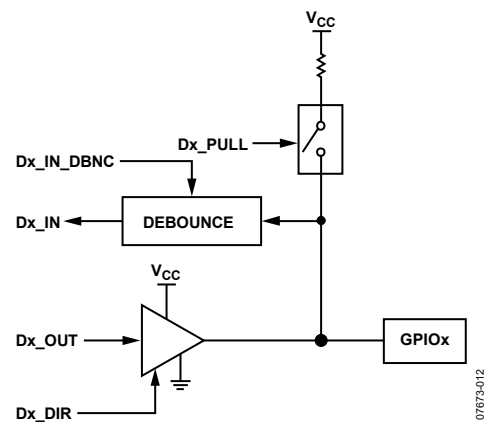 VCC
Dx_PULL
Dx_IN_DBNC
Dx_IN
DEBOUNCE
VCC
Dx_OUT
GPIOx
Dx_DIR
07673-012